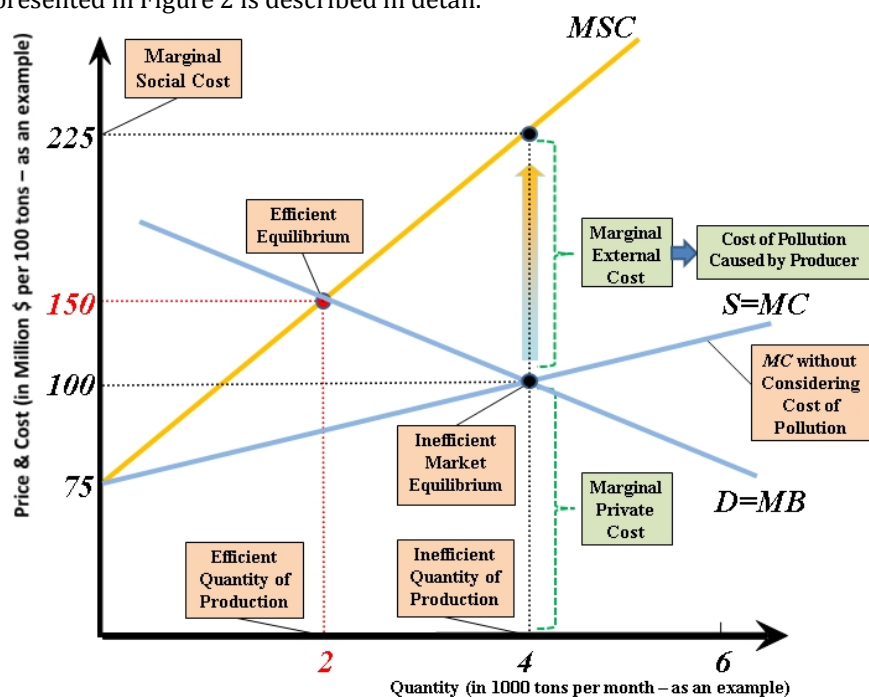 presented in Figure 2 is described in detail.
MSC
Marginal
Social Cost
Price & Cost (in Million $ per 100 tons – as an example)
225
Efficient
Equilibrium
Marginal
External
Cost
Cost of Pollution
Caused by Producer
150
S=MC
100
MC without
Considering
Cost of
Pollution
Inefficient
Market
Equilibrium
75
Marginal
Private
Cost
D=MB
Efficient
Quantity of
Production
Inefficient
Quantity of
Production
2
4
6
Quantity (in 1000 tons per month – as an example)